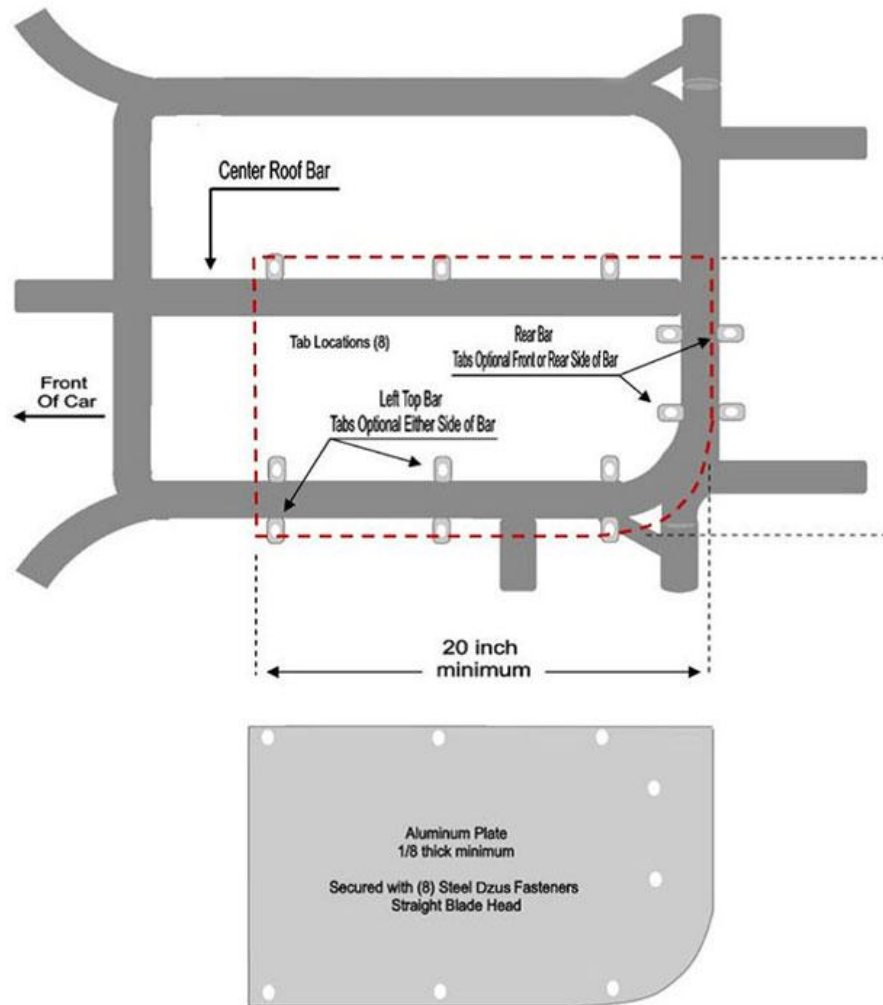 Center Roof Bar
Tab Locations (8)
Rear Bar
Tabs Optional Front or Rear Side of Bar
Front
Of Car
Left Top Bar
Tabs Optional Either Side of Bar
20 inch
minimum
Aluminum Plate
1/8 thick minimum
Secured with (8) Steel Dzus Fasteners
Straight Blade Head